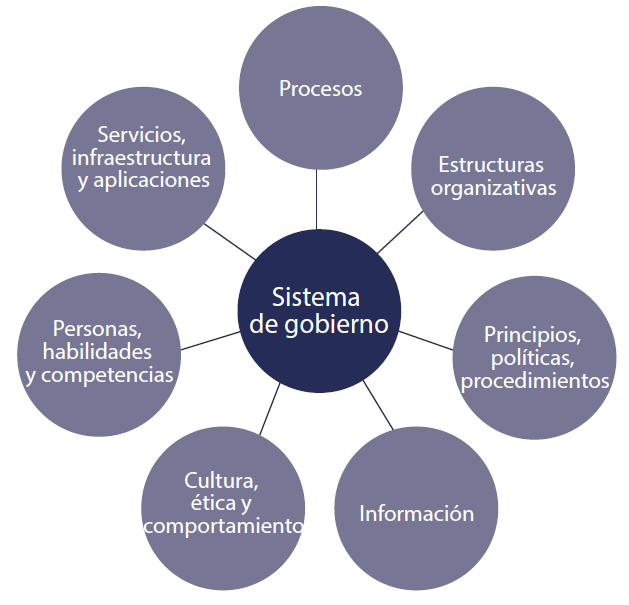 Procesos
Servicios,
infraestructura
y aplicaciones
Estructuras
organizativas
Sistema
de gobierno
Personas,
habilidades
y competencias
Principios,
políticas,
procedimientos
Cultura,
ética y
comportamiento
Información